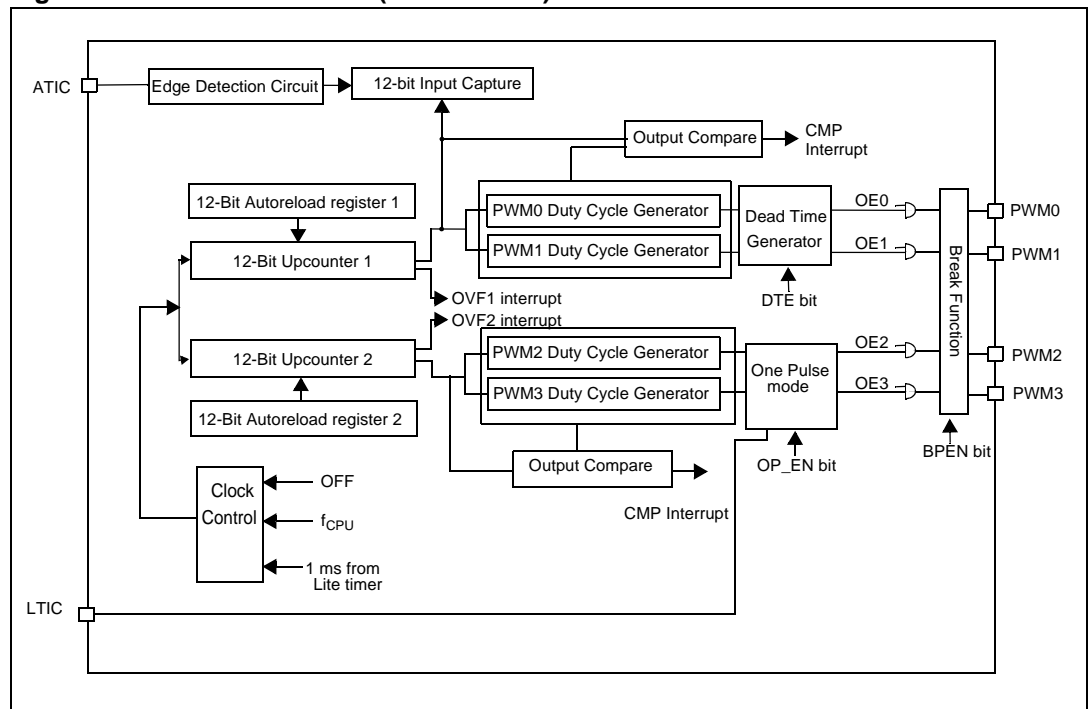 ATIC
Edge Detection Circuit
12-bit Input Capture
Output Compare
CMP
Interrupt
12-Bit Autoreload register 1
PWM0 Duty Cycle Generator
PWM1 Duty Cycle Generator
Dead Time
Generator
OE0
OE1
PWM0
PWM1
12-Bit Upcounter 1
DTE bit
OVF1 interrupt
OVF2 interrupt
Break Function
12-Bit Upcounter 2
PWM2 Duty Cycle Generator
PWM3 Duty Cycle Generator
One Pulse
mode
OE2
OE3
PWM2
PWM3
12-Bit Autoreload register 2
BPEN bit
OP_EN bit
Output Compare
CMP Interrupt
Clock
Control
OFF
fCPU
1 ms from
Lite timer
LTIC